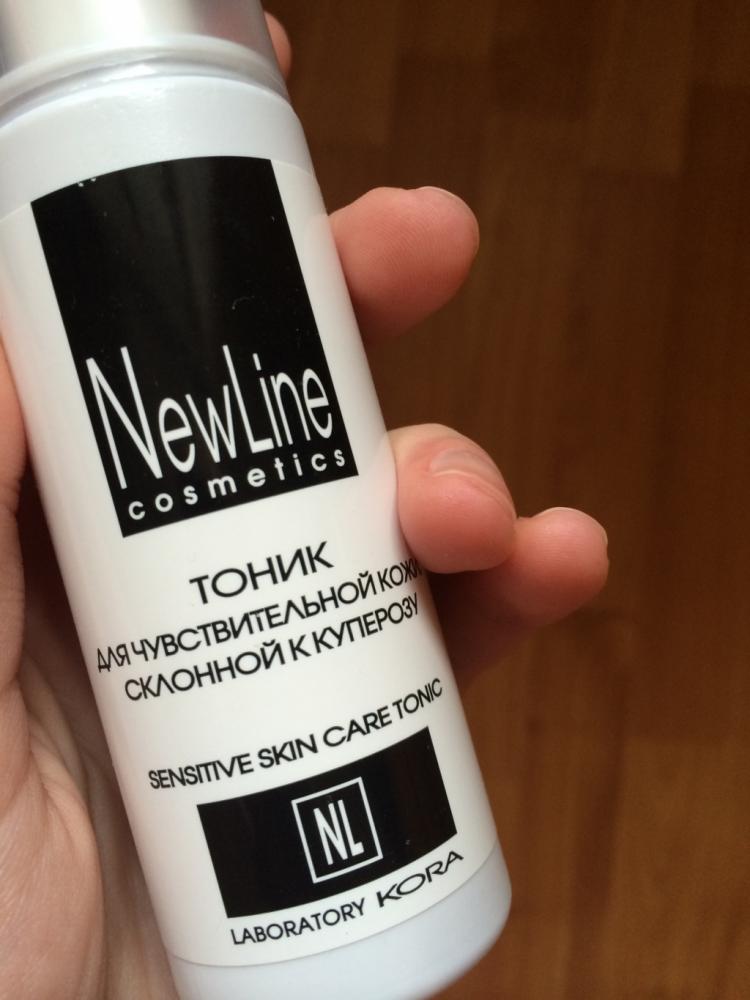 NewLine
cosmetics
ТОНИК
ДЛЯ ЧУВСТВИТЕЛЬНОЙ КОЖИ
СКЛОННОЙ К КУПЕРОЗУ
SENSITIVE SKIN CARE TONIC
NL
LABORATORY KORA